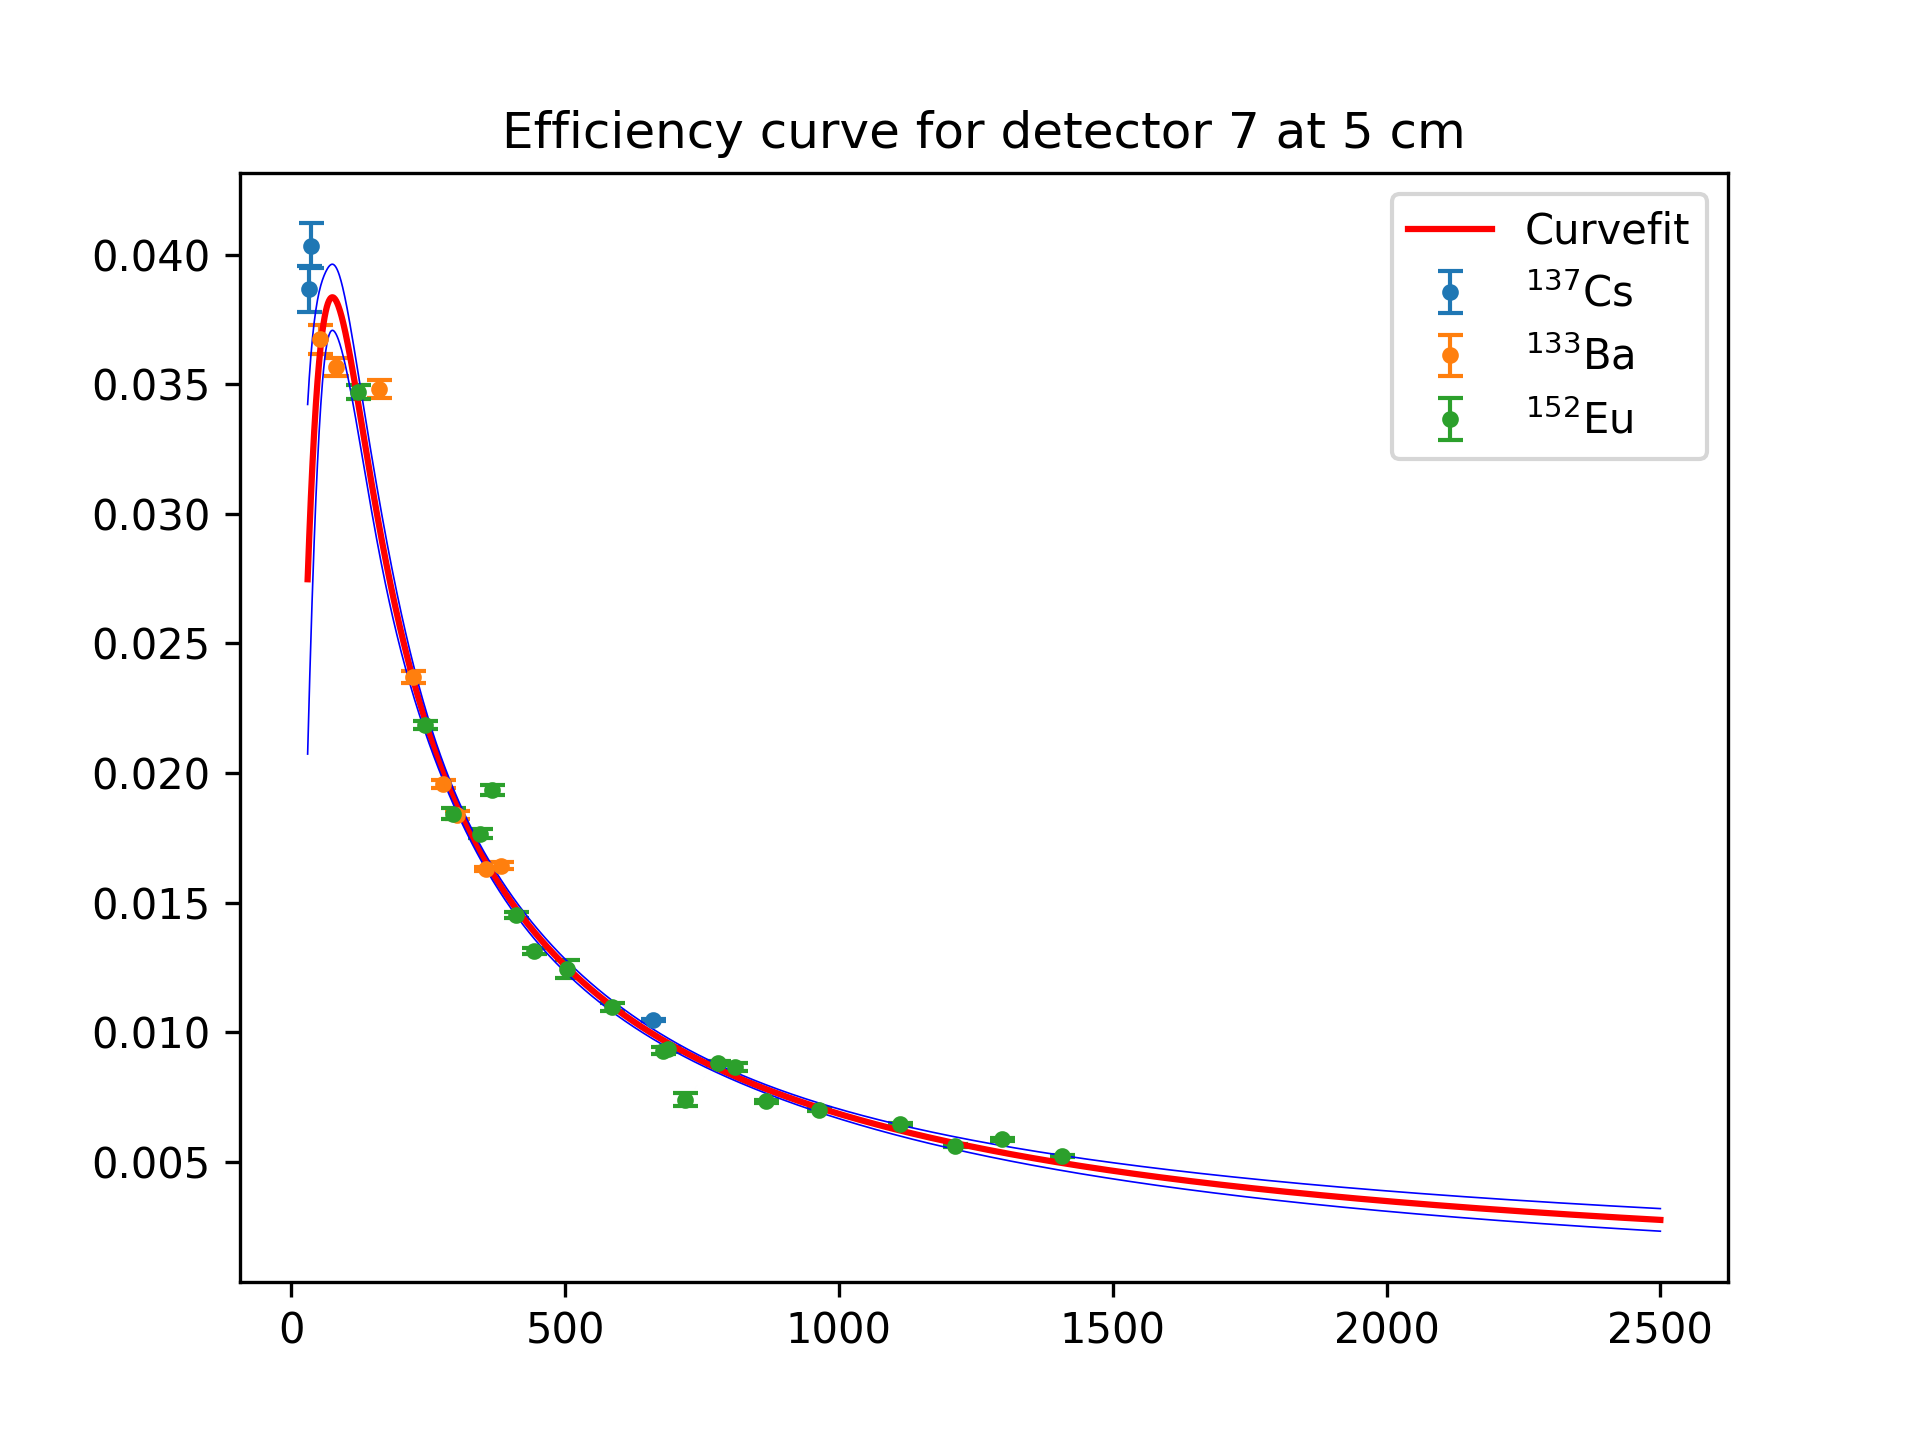 Efficiency curve for detector 7 at 5 cm
Curvefit
¹³⁷Cs
¹³³Ba
¹⁵²Eu
0.040
0.035
0.030
0.025
0.020
0.015
0.010
0.005
0 500 1000 1500 2000 2500